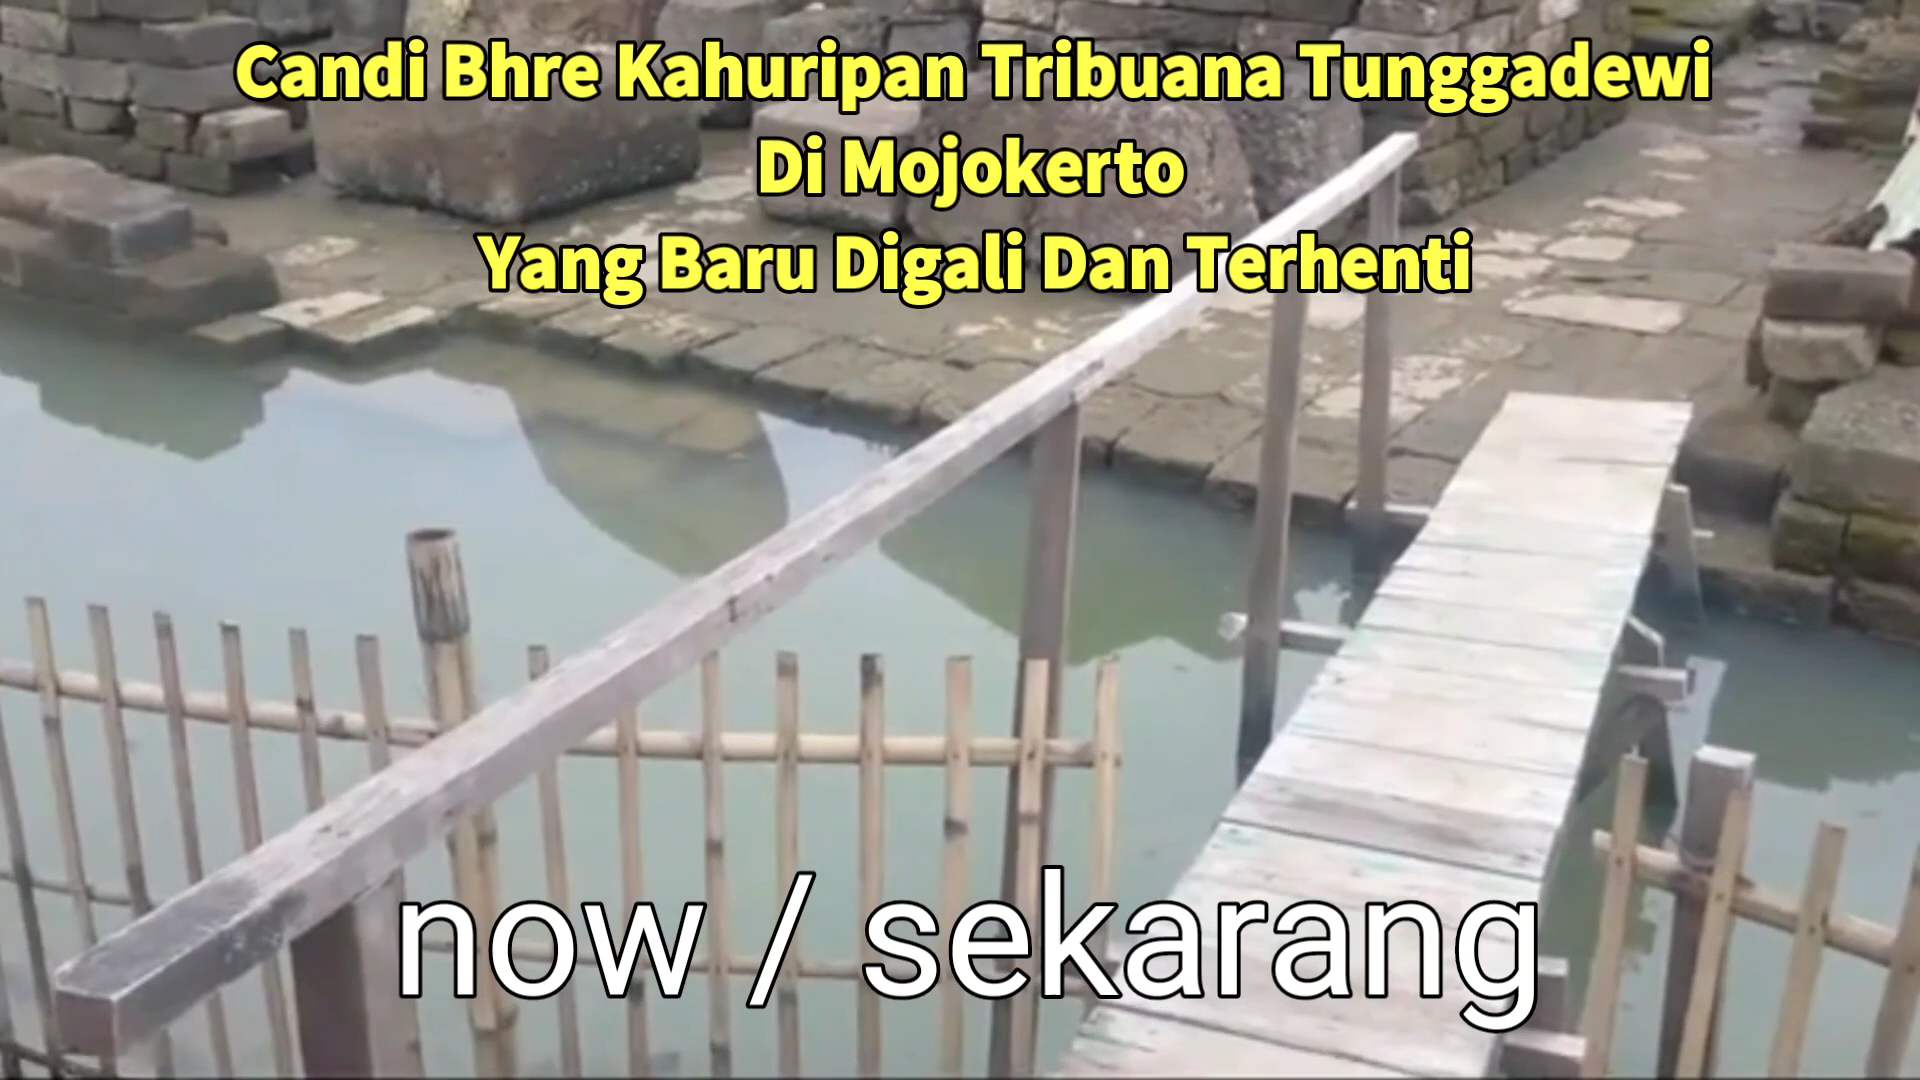 Candi Bhre Kahuripan Tribuana Tunggadewi
Di Mojokerto
Yang Baru Digali Dan Terhenti
now / sekarang